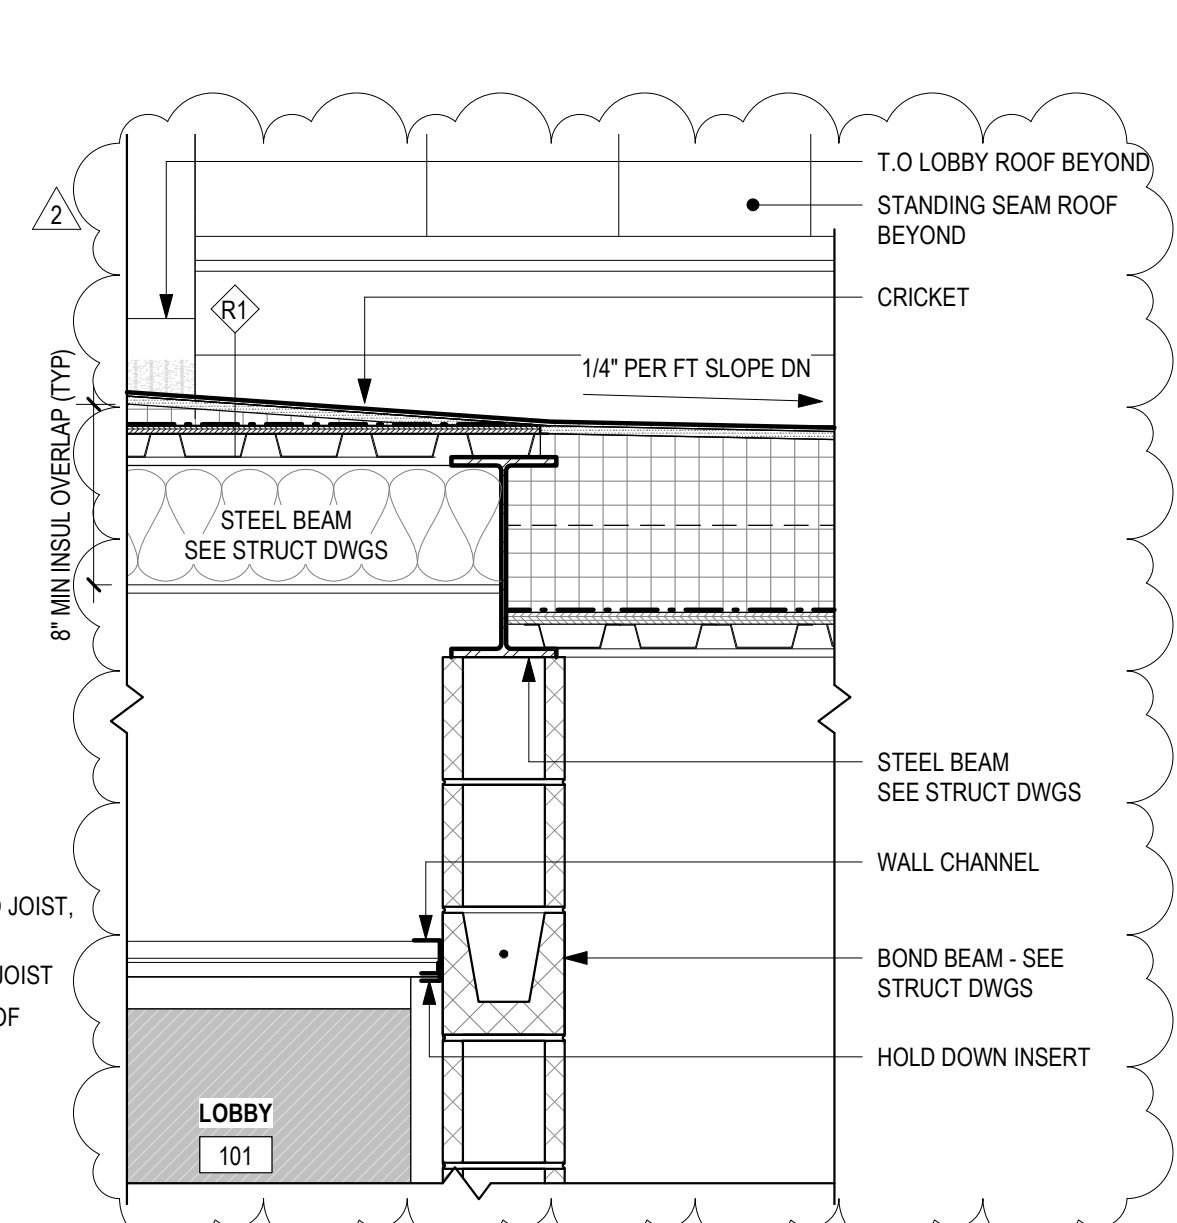 T.O LOBBY ROOF BEYOND
2
STANDING SEAM ROOF
BEYOND
CRICKET
R1
1/4" PER FT SLOPE DN
8" MIN INSUL OVERLAP (TYP)
STEEL BEAM
SEE STRUCT DWGS
STEEL BEAM
SEE STRUCT DWGS
WALL CHANNEL
JOIST,
BOND BEAM - SEE
STRUCT DWGS
JOIST
OF
HOLD DOWN INSERT
LOBBY
101